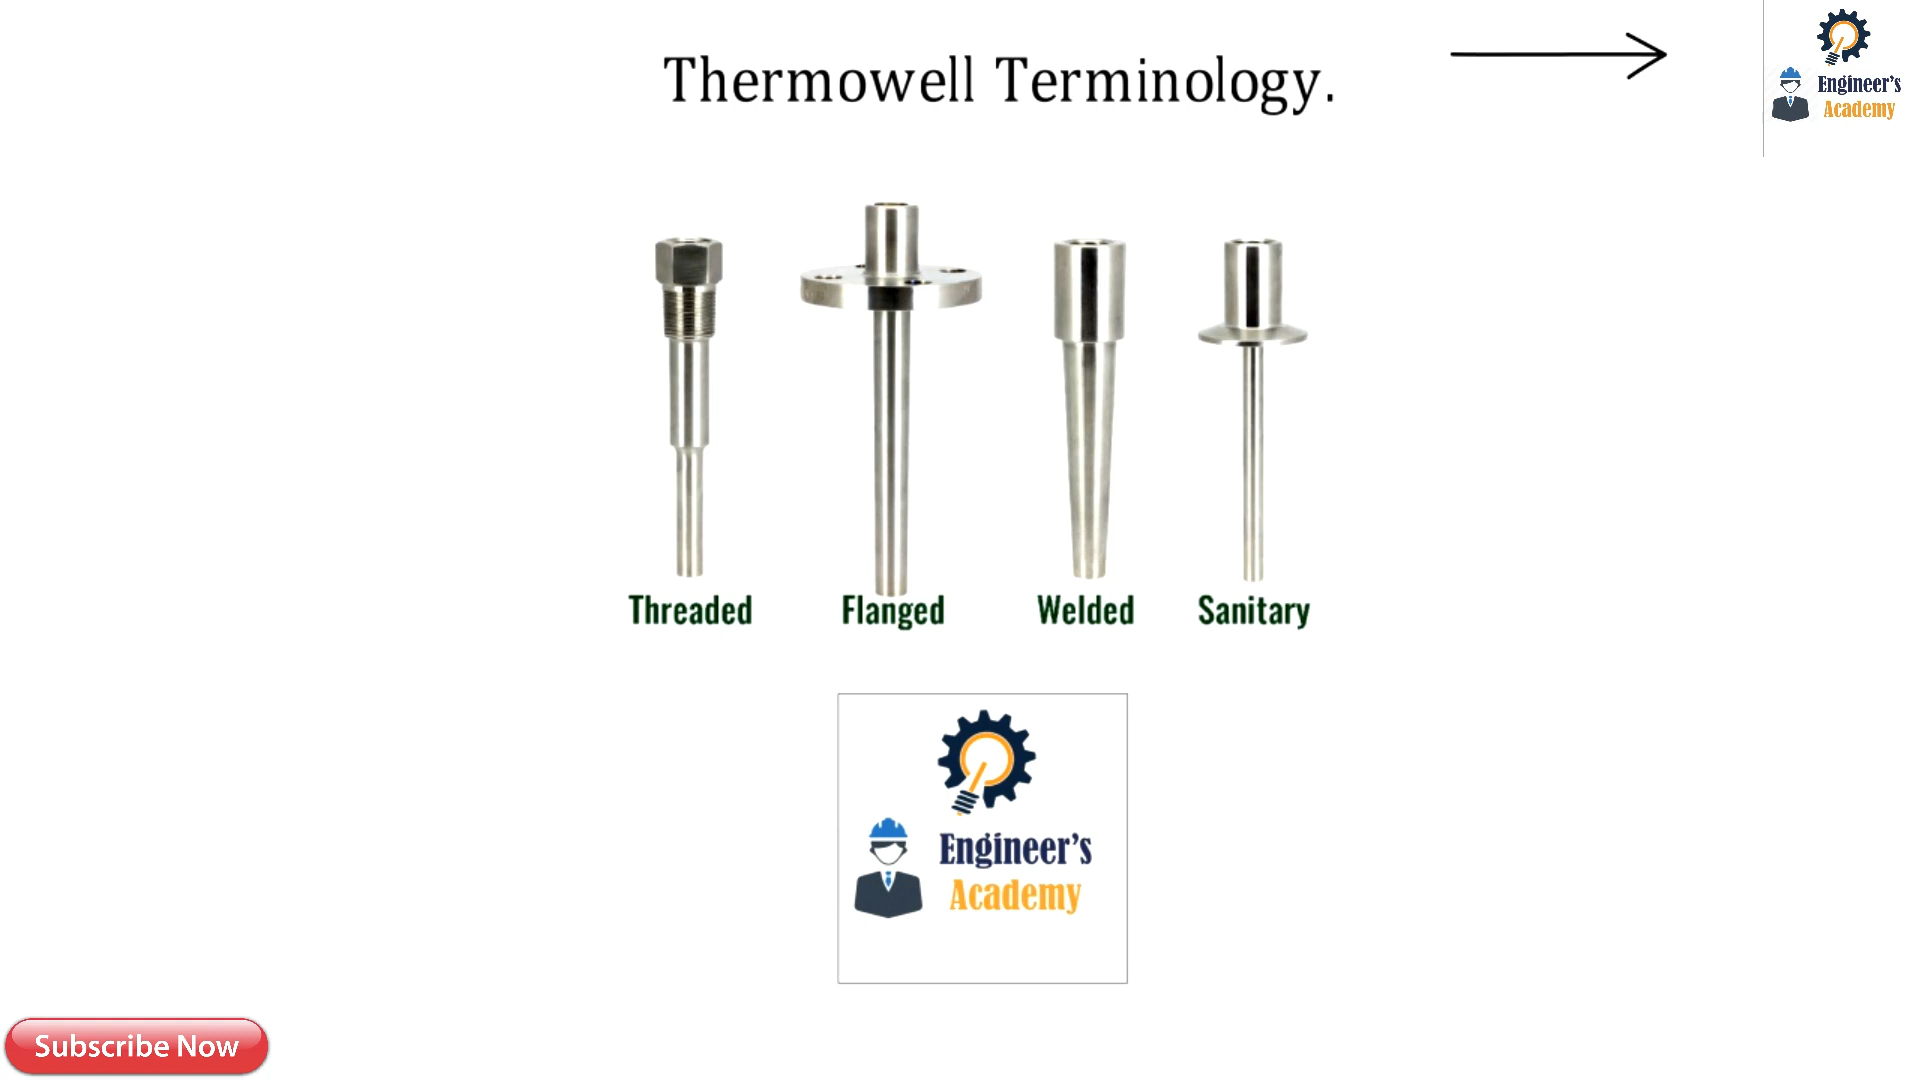 Thermowell Terminology.
Engineer's
Academy
Threaded Flanged Welded Sanitary
Engineer's
Academy
Subscribe Now